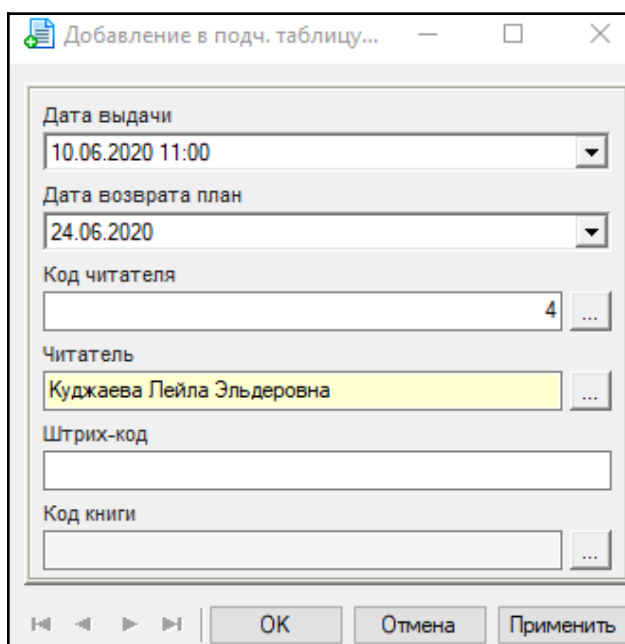 Добавление в подч. таблицу...
Дата выдачи
10.06.2020 11:00
Дата возврата план
24.06.2020
Код читателя
4
...
Читатель
Куджаева Лейла Эльдеровна
...
Штрих-код
Код книги
...
OK Отмена Применить